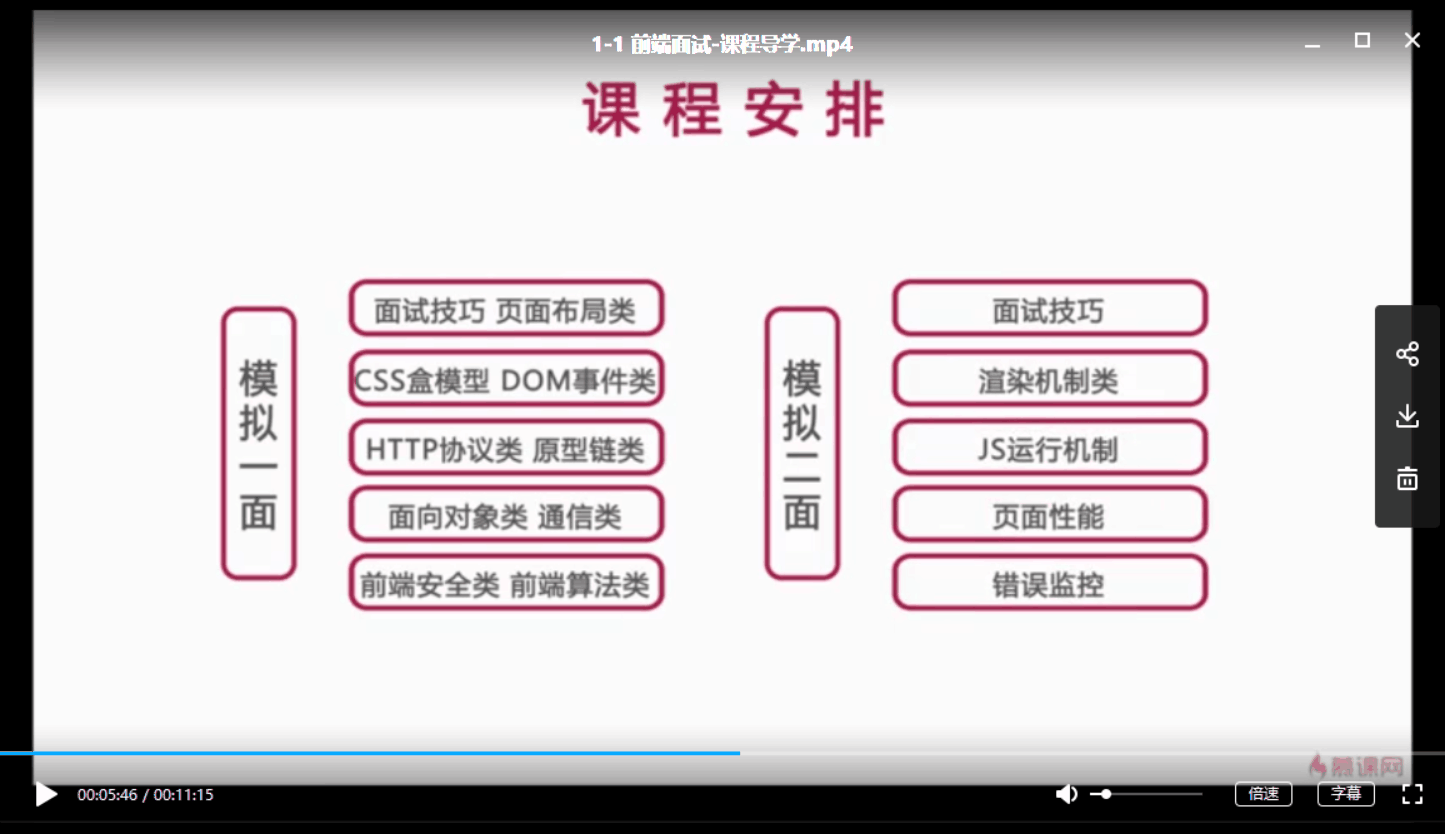 1-1 前端面试-课程导学.mp4
课程安排
模拟一面
面试技巧 页面布局类
CSS盒模型 DOM事件类
HTTP协议类 原型链类
面向对象类 通信类
前端安全类 前端算法类
模拟二面
面试技巧
渲染机制类
JS运行机制
页面性能
错误监控
慕课网
00:05:46 / 00:11:15
倍速
字幕